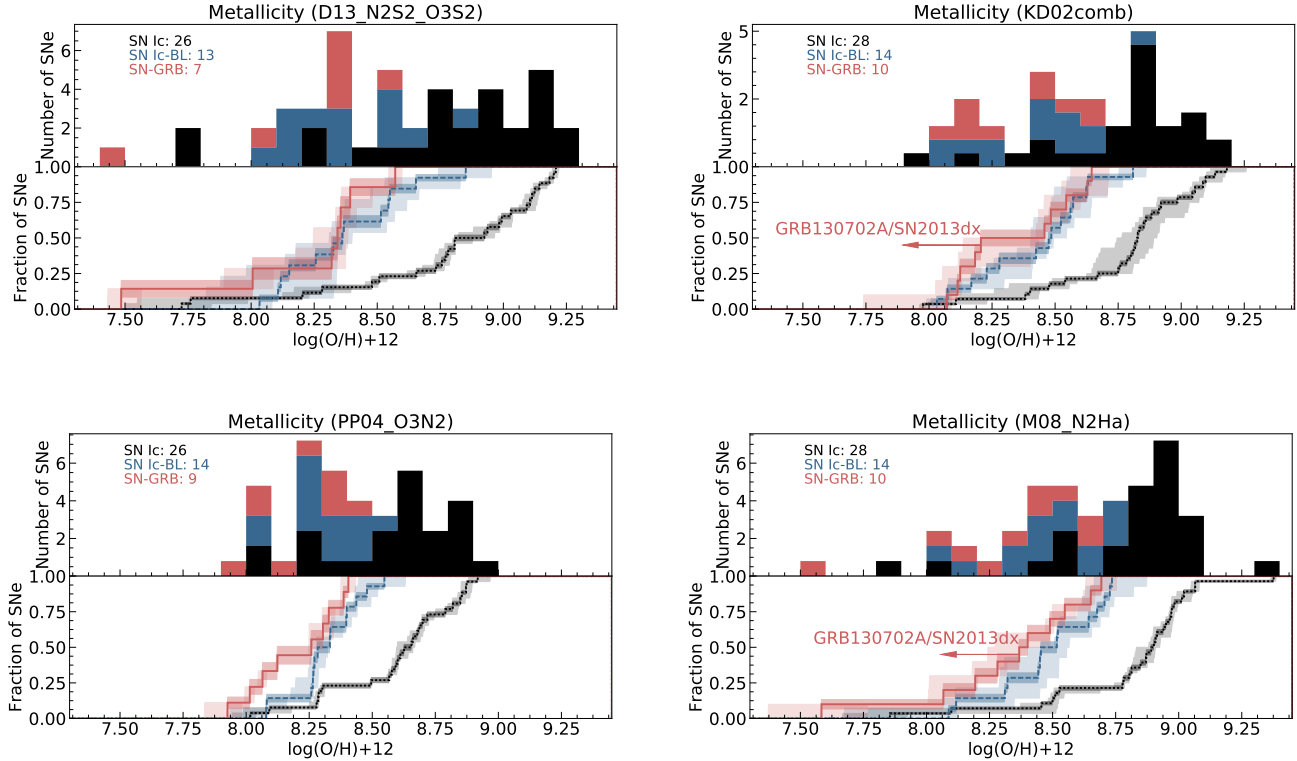 Metallicity (D13_N2S2_O3S2)
Number of SNe
6
4
2
SN Ic: 26
SN Ic-BL: 13
SN-GRB: 7
Fraction of SNe
1.00
0.75
0.50
0.25
0.00
7.50 7.75 8.00 8.25 8.50 8.75 9.00 9.25
log(O/H)+12
Metallicity (KD02comb)
Number of SNe
5
2
SN Ic: 28
SN Ic-BL: 14
SN-GRB: 10
Fraction of SNe
1.00
0.75
0.50
0.25
0.00
GRB130702A/SN2013dx
7.50 7.75 8.00 8.25 8.50 8.75 9.00 9.25
log(O/H)+12
Metallicity (PP04_O3N2)
Number of SNe
6
4
2
SN Ic: 26
SN Ic-BL: 14
SN-GRB: 9
Fraction of SNe
1.00
0.75
0.50
0.25
0.00
7.50 7.75 8.00 8.25 8.50 8.75 9.00 9.25
log(O/H)+12
Metallicity (M08_N2Ha)
Number of SNe
6
4
2
SN Ic: 28
SN Ic-BL: 14
SN-GRB: 10
Fraction of SNe
1.00
0.75
0.50
0.25
0.00
GRB130702A/SN2013dx
7.50 7.75 8.00 8.25 8.50 8.75 9.00 9.25
log(O/H)+12